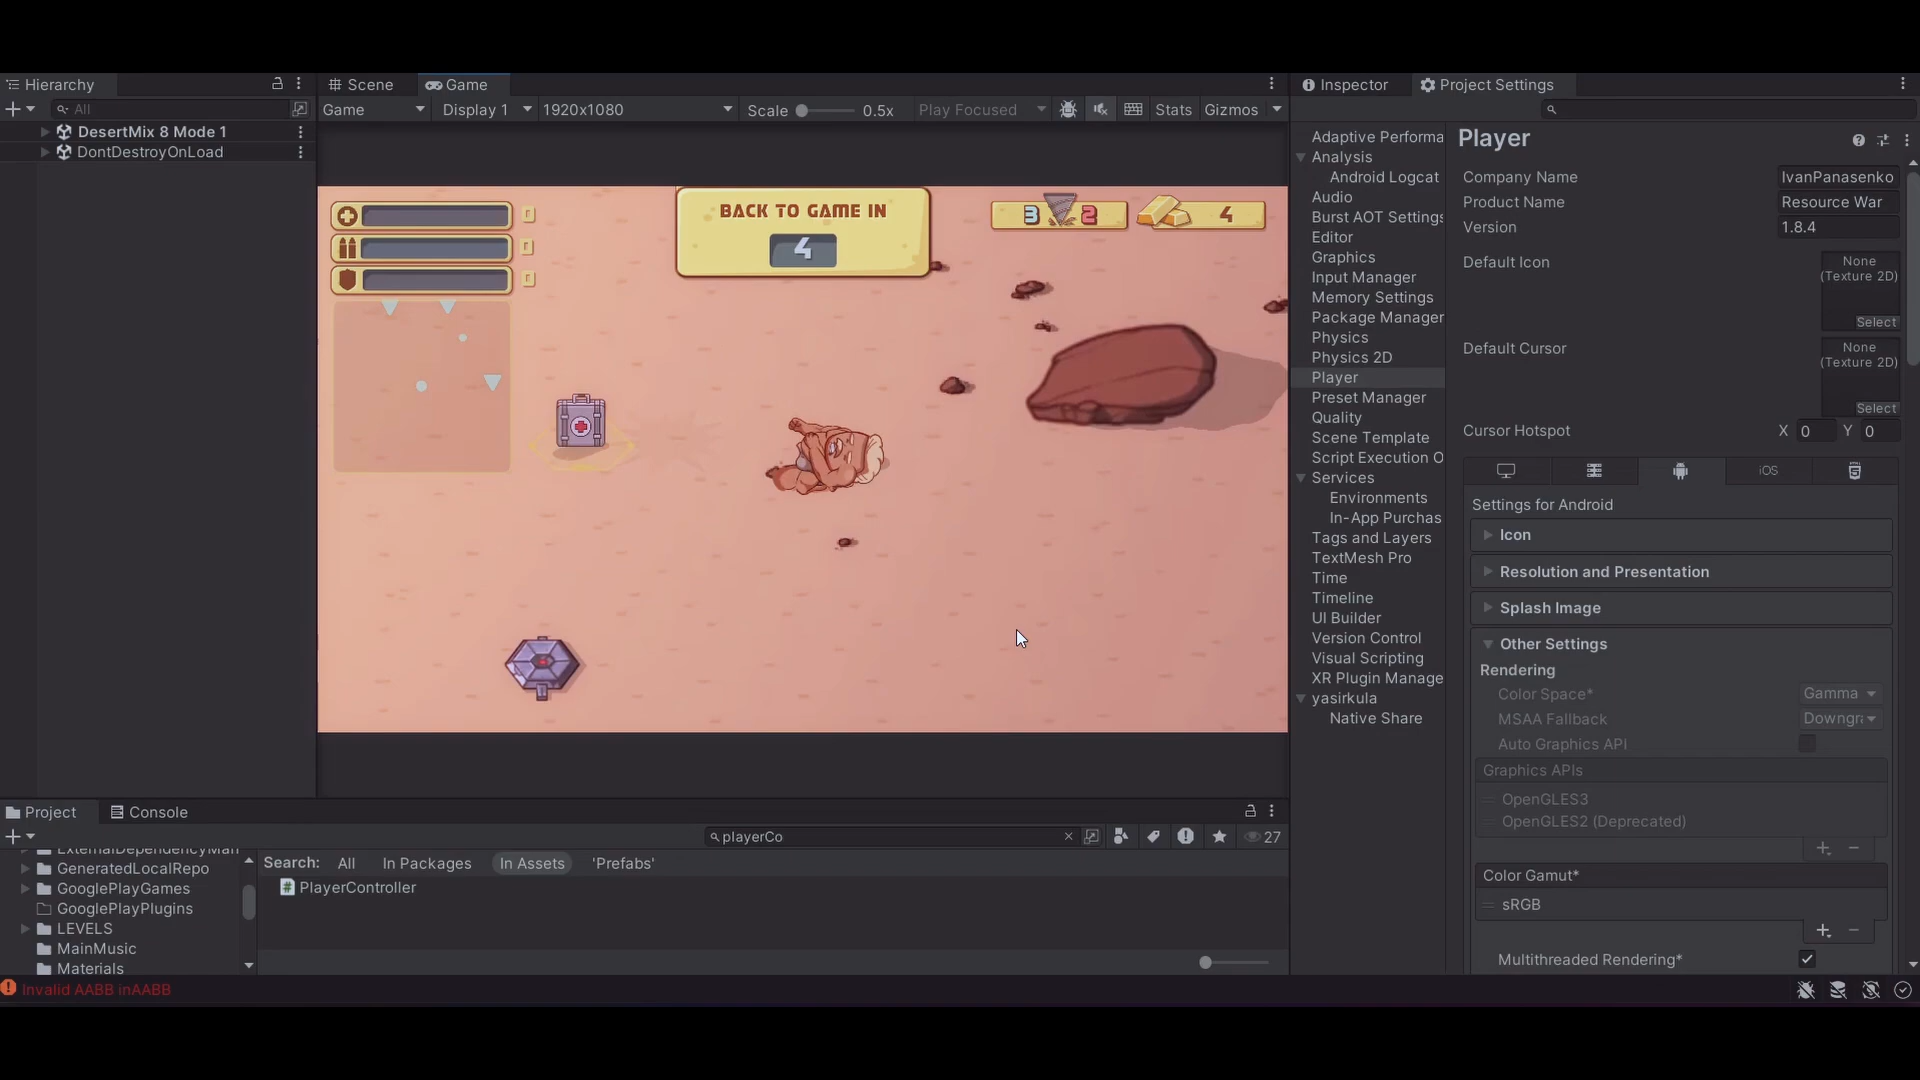 Hierarchy
All
DesertMix 8 Mode 1
DontDestroyOnLoad
Scene
Game
Game
Display 1
1920x1080
Scale
0.5x
Play Focused
Stats
Gizmos
BACK TO GAME IN
4
3
2
4
Inspector
Project Settings
Adaptive Performa
Analysis
Android Logcat
Audio
Burst AOT Settings
Editor
Graphics
Input Manager
Memory Settings
Package Manager
Physics
Physics 2D
Player
Preset Manager
Quality
Scene Template
Script Execution O
Services
Environments
In-App Purchas
Tags and Layers
TextMesh Pro
Time
Timeline
UI Builder
Version Control
Visual Scripting
XR Plugin Manage
yasirkula
Native Share
Player
Company Name
IvanPanasenko
Product Name
Resource War
Version
1.8.4
Default Icon
None
(Texture 2D)
Select
Default Cursor
None
(Texture 2D)
Select
Cursor Hotspot
X 0 Y 0
iOS
Settings for Android
Icon
Resolution and Presentation
Splash Image
Other Settings
Rendering
Color Space*
Gamma
MSAA Fallback
Downgr
Auto Graphics API
Graphics APIs
OpenGLES3
OpenGLES2 (Deprecated)
Color Gamut*
sRGB
Multithreaded Rendering*
Project
Console
playerCo
27
ExternalDependencyMan
GeneratedLocalRepo
GooglePlayGames
GooglePlayPlugins
LEVELS
MainMusic
Materials
Search:
All
In Packages
In Assets
'Prefabs'
PlayerController
Invalid AABB inAABB